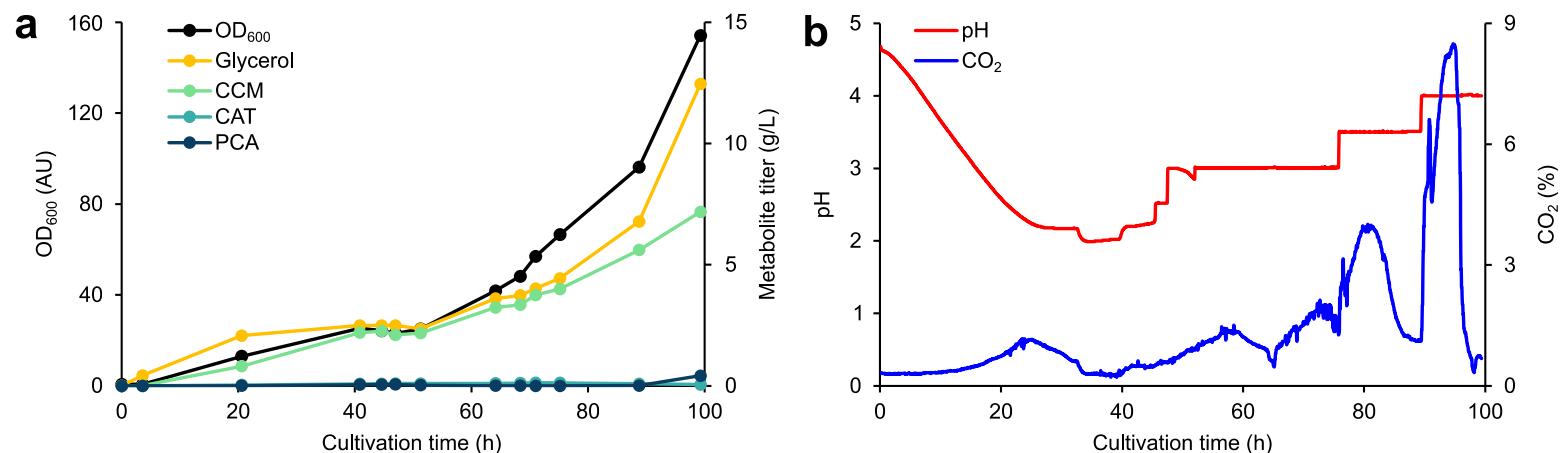 a
160
120
80
40
0
OD₆₀₀ (AU)
OD₆₀₀
Glycerol
CCM
CAT
PCA
15
10
5
0
Metabolite titer (g/L)
0 20 40 60 80 100
Cultivation time (h)
b
5
4
3
2
1
0
pH
pH
CO₂
9
6
3
0
CO₂ (%)
0 20 40 60 80 100
Cultivation time (h)